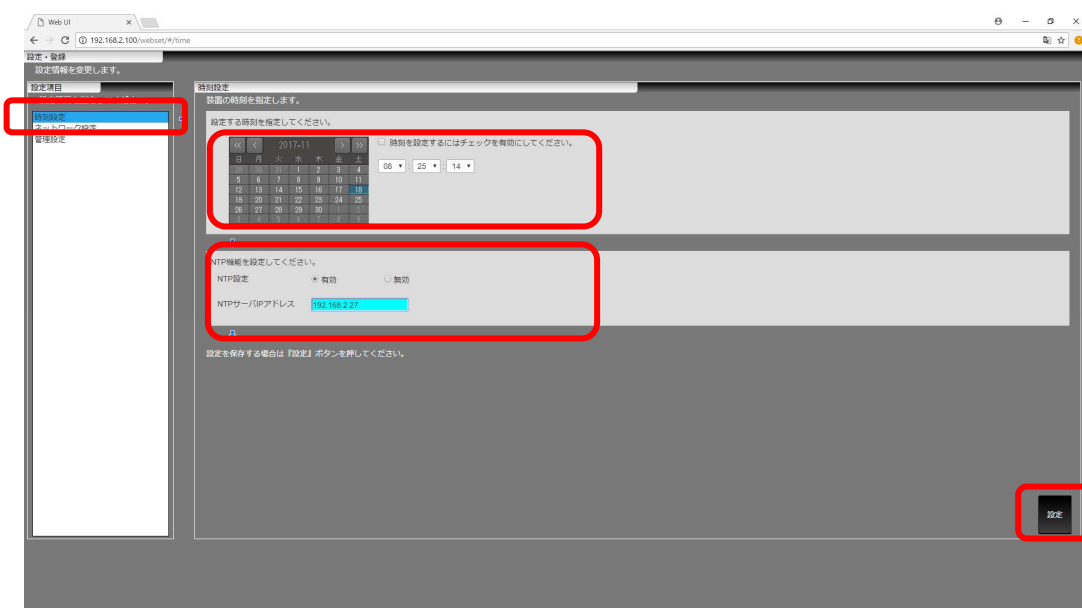 Web UI
192.168.2.100/webset/#/time
設定・登録
設定情報を変更します。
設定項目
時刻設定
ネットワーク設定
管理設定
時刻設定
装置の時刻を指定します。
設定する時刻を指定してください。
<< < 2017-11 > >>
日 月 火 水 木 金 土
29 30 31 1 2 3 4
5 6 7 8 9 10 11
12 13 14 15 16 17 18
19 20 21 22 23 24 25
26 27 28 29 30 1 2
3 4 5 6 7 8 9
時刻を設定するにはチェックを有効にしてください。
08 : 25 : 14
NTP機能を設定してください。
NTP設定 有効 無効
NTPサーバIPアドレス 192.168.2.27
設定を保存する場合は『設定』ボタンを押してください。
設定